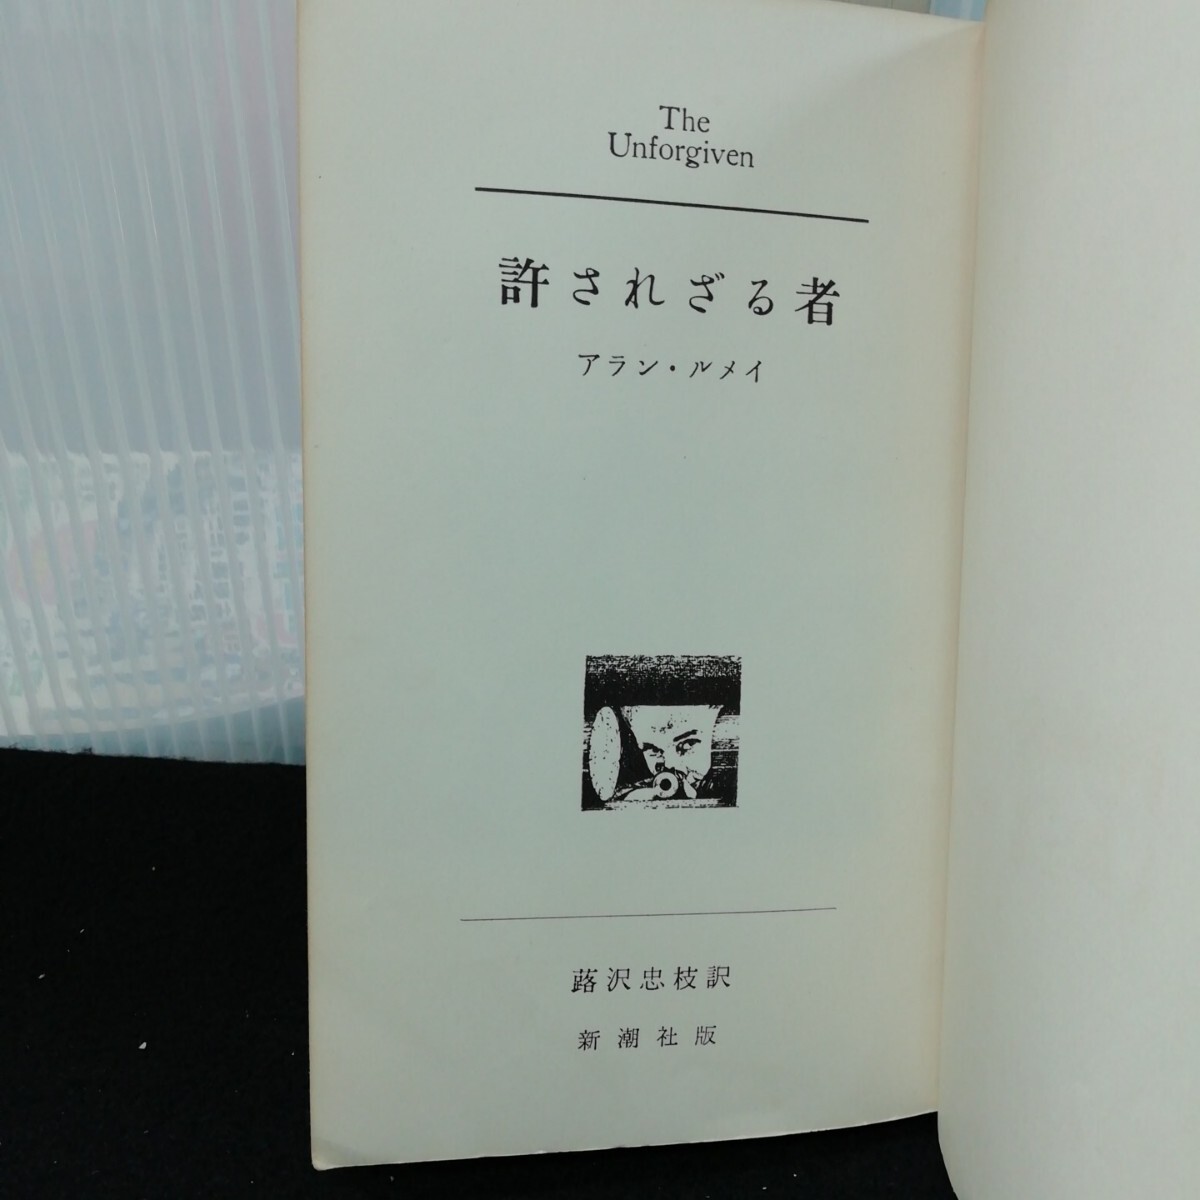 The
Unforgiven
許されざる者
アラン・ルメイ
蕗沢忠枝訳
新潮社版